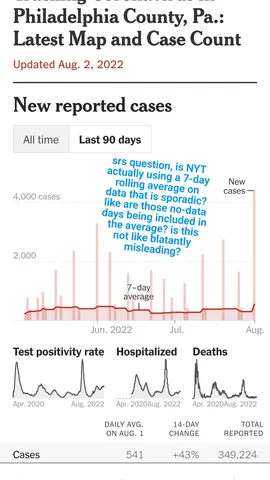 Tracking Coronavirus in
Philadelphia County, Pa.:
Latest Map and Case Count
Updated Aug. 2, 2022
New reported cases
All time
Last 90 days
srs question, is NYT
actually using a 7-day
rolling average on
data that is sporadic?
like are those no-data
days being included in
the average? is this
not like blatantly
misleading?
New
cases
4,000 cases
2,000
7–day
average
Jun. 2022
Jul.
Aug.
Test positivity rate
Hospitalized
Deaths
Apr. 2020
Aug. 2022
Apr. 2020
Aug. 2022
Apr. 2020
Aug. 2022
DAILY AVG.
ON AUG. 1
14-DAY
CHANGE
TOTAL
REPORTED
Cases
541
+43%
349,224